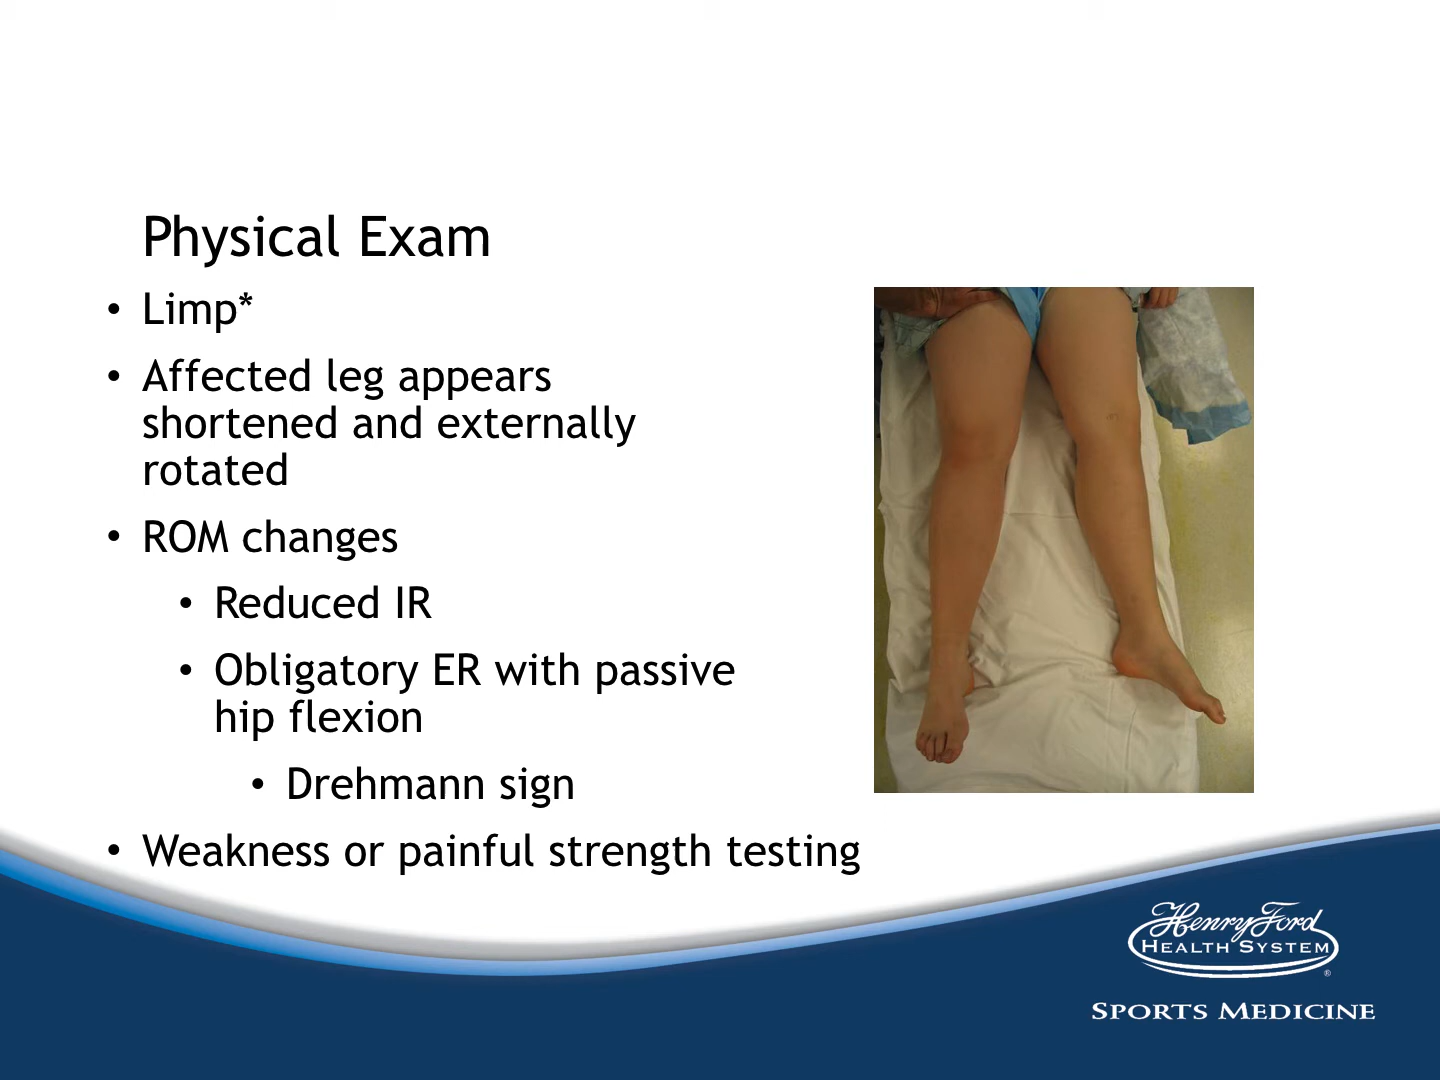 Physical Exam
• Limp*
• Affected leg appears
shortened and externally
rotated
• ROM changes
• Reduced IR
• Obligatory ER with passive
hip flexion
• Drehmann sign
• Weakness or painful strength testing
Henry Ford
HEALTH SYSTEM
®
SPORTS MEDICINE